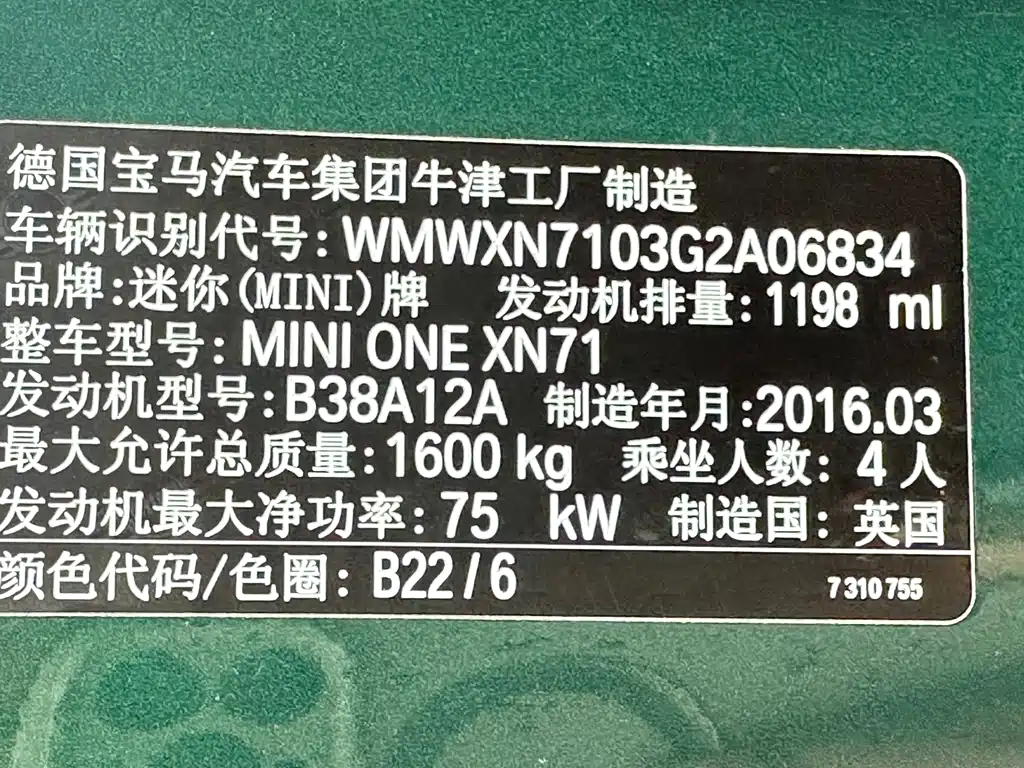 德国宝马汽车集团牛津工厂制造
车辆识别代号:WMWXN7103G2A06834
品牌:迷你(MINI)牌 发动机排量:1198 ml
整车型号:MINI ONE XN71
发动机型号:B38A12A 制造年月:2016.03
最大允许总质量:1600 kg 乘坐人数: 4人
发动机最大净功率:75 kW 制造国: 英国
颜色代码/色圈: B22/6 7 310 755